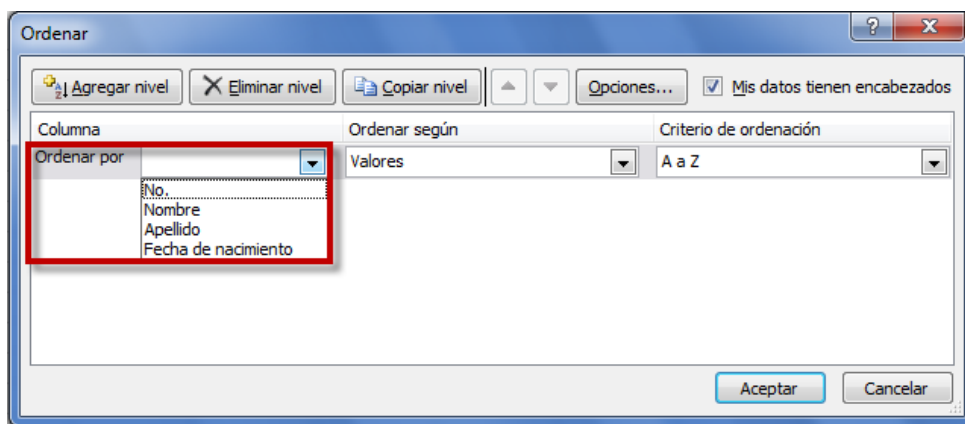 Ordenar
Agregar nivel Eliminar nivel Copiar nivel Opciones... Mis datos tienen encabezados
Columna Ordenar según Criterio de ordenación
Ordenar por Valores A a Z
No.
Nombre
Apellido
Fecha de nacimiento
Aceptar Cancelar